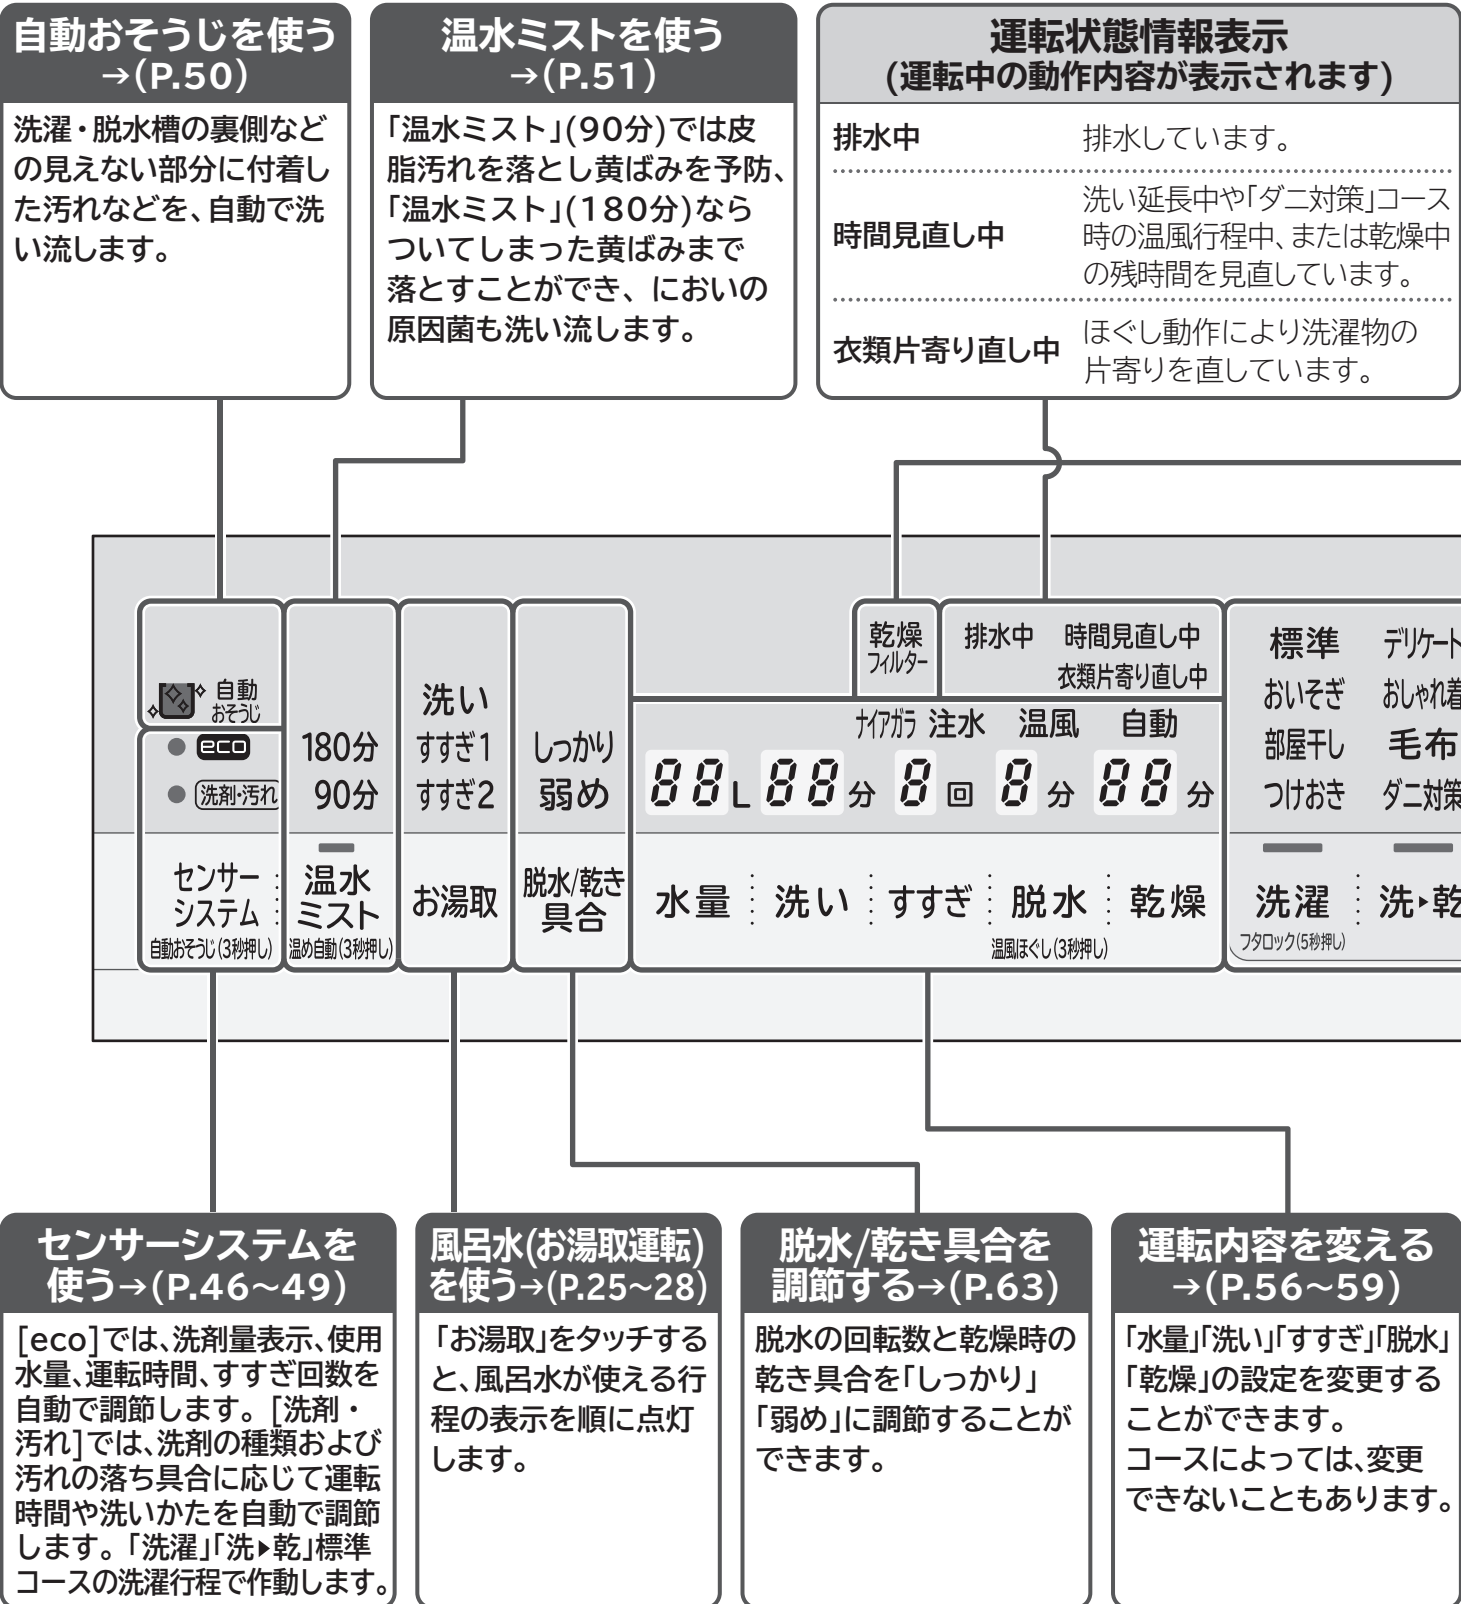 自動おそうじを使う
→(P.50)
洗濯・脱水槽の裏側など
の見えない部分に付着し
た汚れなどを、自動で洗
い流します。
温水ミストを使う
→(P.51)
「温水ミスト」(90分)では皮
脂汚れを落とし黄ばみを予防、
「温水ミスト」(180分)なら
ついてしまった黄ばみまで
落とすことができ、においの
原因菌も洗い流します。
運転状態情報表示
(運転中の動作内容が表示されます)
排水中
排水しています。
時間見直し中
洗い延長中や「ダニ対策」コース
時の温風行程中、または乾燥中
の残時間を見直しています。
衣類片寄り直し中
ほぐし動作により洗濯物の
片寄りを直しています。
自動
おそうじ
eco
洗剤・汚れ
センサー
システム
自動おそうじ(3秒押し)
180分
90分
温水
ミスト
温め自動(3秒押し)
洗い
すすぎ1
すすぎ2
お湯取
しっかり
弱め
脱水/乾き
具合
乾燥
フィルター
排水中 時間見直し中
衣類片寄り直し中
ナイアガラ 注水 温風 自動
88L 88分 8回 8分 88分
水量 洗い すすぎ 脱水 乾燥
温風ほぐし(3秒押し)
標準 デリケート
おいそぎ おしゃれ着
部屋干し 毛布
つけおき ダニ対策
洗濯 洗▸乾
フタロック(5秒押し)
センサーシステムを
使う→(P.46~49)
[eco]では、洗剤量表示、使用
水量、運転時間、すすぎ回数を
自動で調節します。[洗剤・
汚れ]では、洗剤の種類および
汚れの落ち具合に応じて運転
時間や洗いかたを自動で調節
します。「洗濯」「洗▸乾」標準
コースの洗濯行程で作動します。
風呂水(お湯取運転)
を使う→(P.25~28)
「お湯取」をタッチする
と、風呂水が使える行
程の表示を順に点灯
します。
脱水/乾き具合を
調節する→(P.63)
脱水の回転数と乾燥時の
乾き具合を「しっかり」
「弱め」に調節することが
できます。
運転内容を変える
→(P.56~59)
「水量」「洗い」「すすぎ」「脱水」
「乾燥」の設定を変更する
ことができます。
コースによっては、変更
できないこともあります。